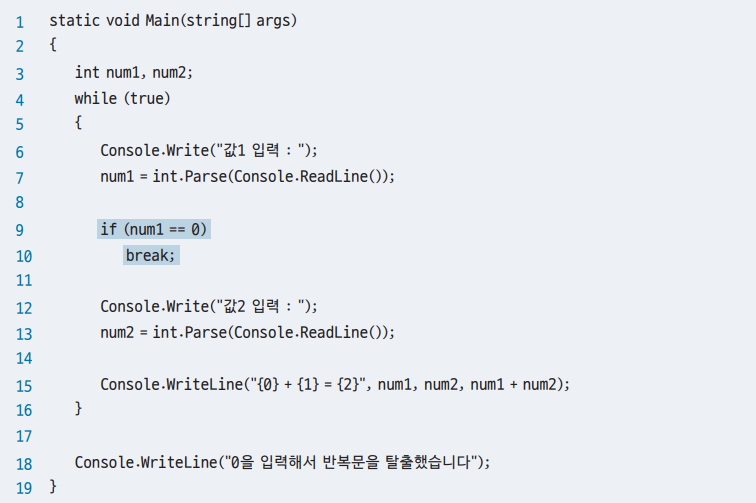 1 static void Main(string[] args)
2 {
3 int num1, num2;
4 while (true)
5 {
6 Console.Write("값1 입력 : ");
7 num1 = int.Parse(Console.ReadLine());
8
9 if (num1 == 0)
10 break;
11
12 Console.Write("값2 입력 : ");
13 num2 = int.Parse(Console.ReadLine());
14
15 Console.WriteLine("{0} + {1} = {2}", num1, num2, num1 + num2);
16 }
17
18 Console.WriteLine("0을 입력해서 반복문을 탈출했습니다");
19 }